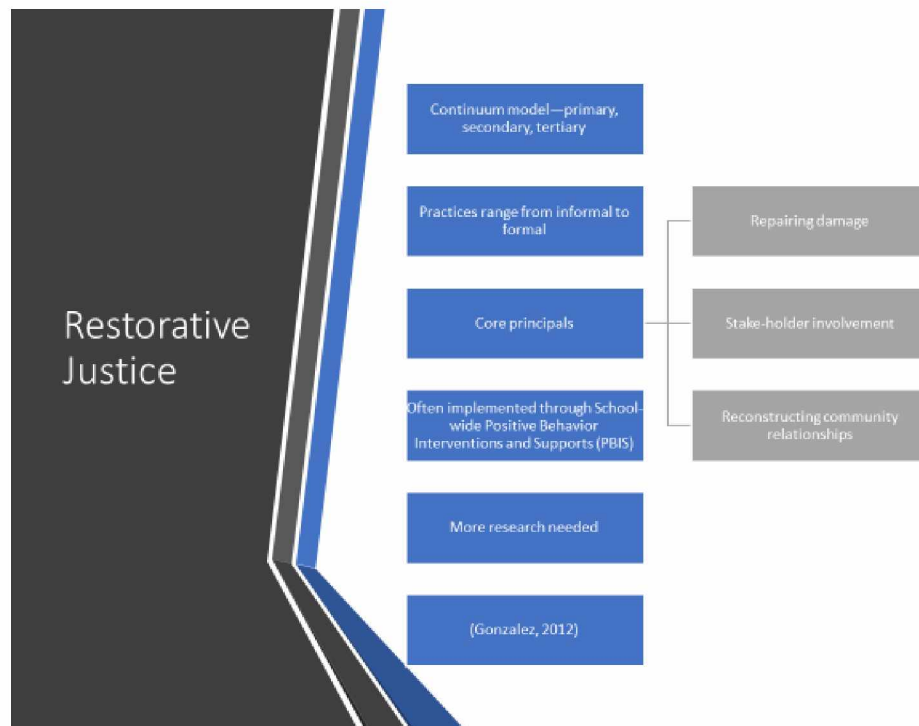 Restorative
Justice
Continuum model—primary,
secondary, tertiary
Practices range from informal to
formal
Core principals
Repairing damage
Stake-holder involvement
Reconstructing community
relationships
Often implemented through School-
wide Positive Behavior
Interventions and Supports (PBIS)
More research needed
(Gonzalez, 2012)